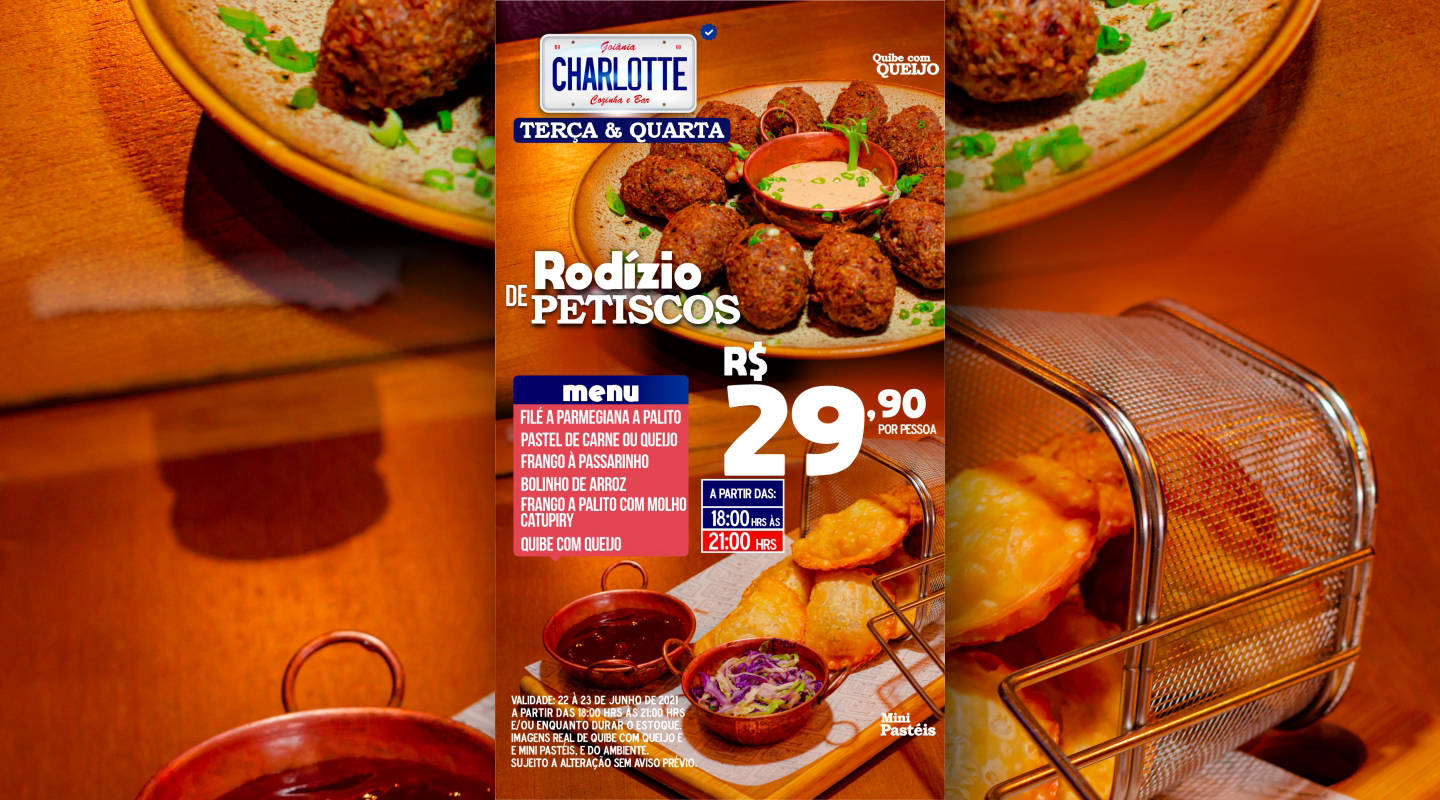 Goiânia
04
08
CHARLOTTE
Cozinha e Bar
TERÇA & QUARTA
Quibe com
QUEIJO
Rodízio
DE PETISCOS
R$
29,90
POR PESSOA
menu
FILÉ A PARMEGIANA A PALITO
PASTEL DE CARNE OU QUEIJO
FRANGO À PASSARINHO
BOLINHO DE ARROZ
FRANGO A PALITO COM MOLHO
CATUPIRY
QUIBE COM QUEIJO
A PARTIR DAS:
18:00 HRS ÀS
21:00 HRS
VALIDADE: 22 À 23 DE JUNHO DE 2021
A PARTIR DAS 18:00 HRS ÀS 21:00 HRS
E/OU ENQUANTO DURAR O ESTOQUE.
IMAGENS REAL DE QUIBE COM QUEIJO E
E MINI PASTÉIS, E DO AMBIENTE.
SUJEITO A ALTERAÇÃO SEM AVISO PRÉVIO.
Mini
Pastéis